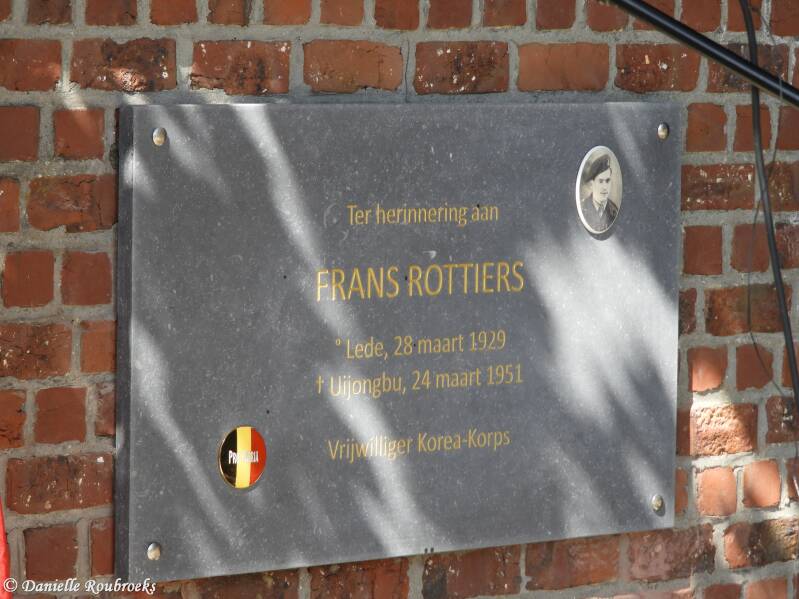 Ter herinnering aan
FRANS ROTTIERS
° Lede, 28 maart 1929
† Uijongbu, 24 maart 1951
Vrijwilliger Korea-Korps
© Danielle Roubroeks